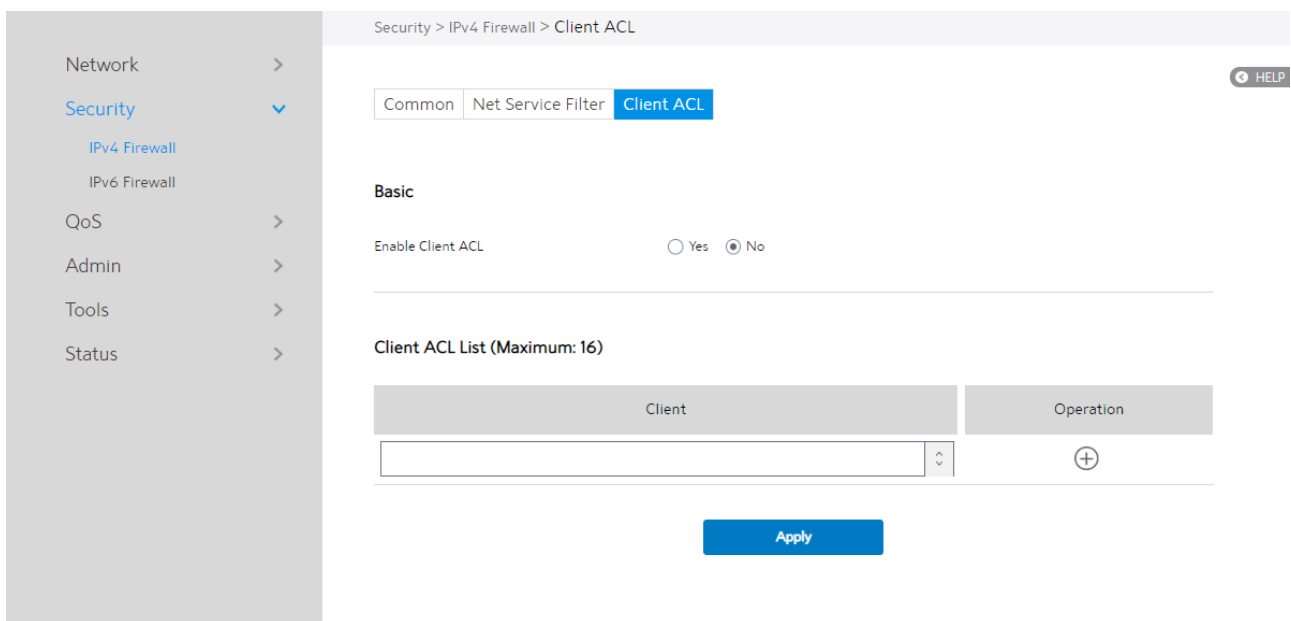 Security > IPv4 Firewall > Client ACL
Network
Security
IPv4 Firewall
IPv6 Firewall
QoS
Admin
Tools
Status
HELP
Common
Net Service Filter
Client ACL
Basic
Enable Client ACL
Yes
No
Client ACL List (Maximum: 16)
Client
Operation
Apply